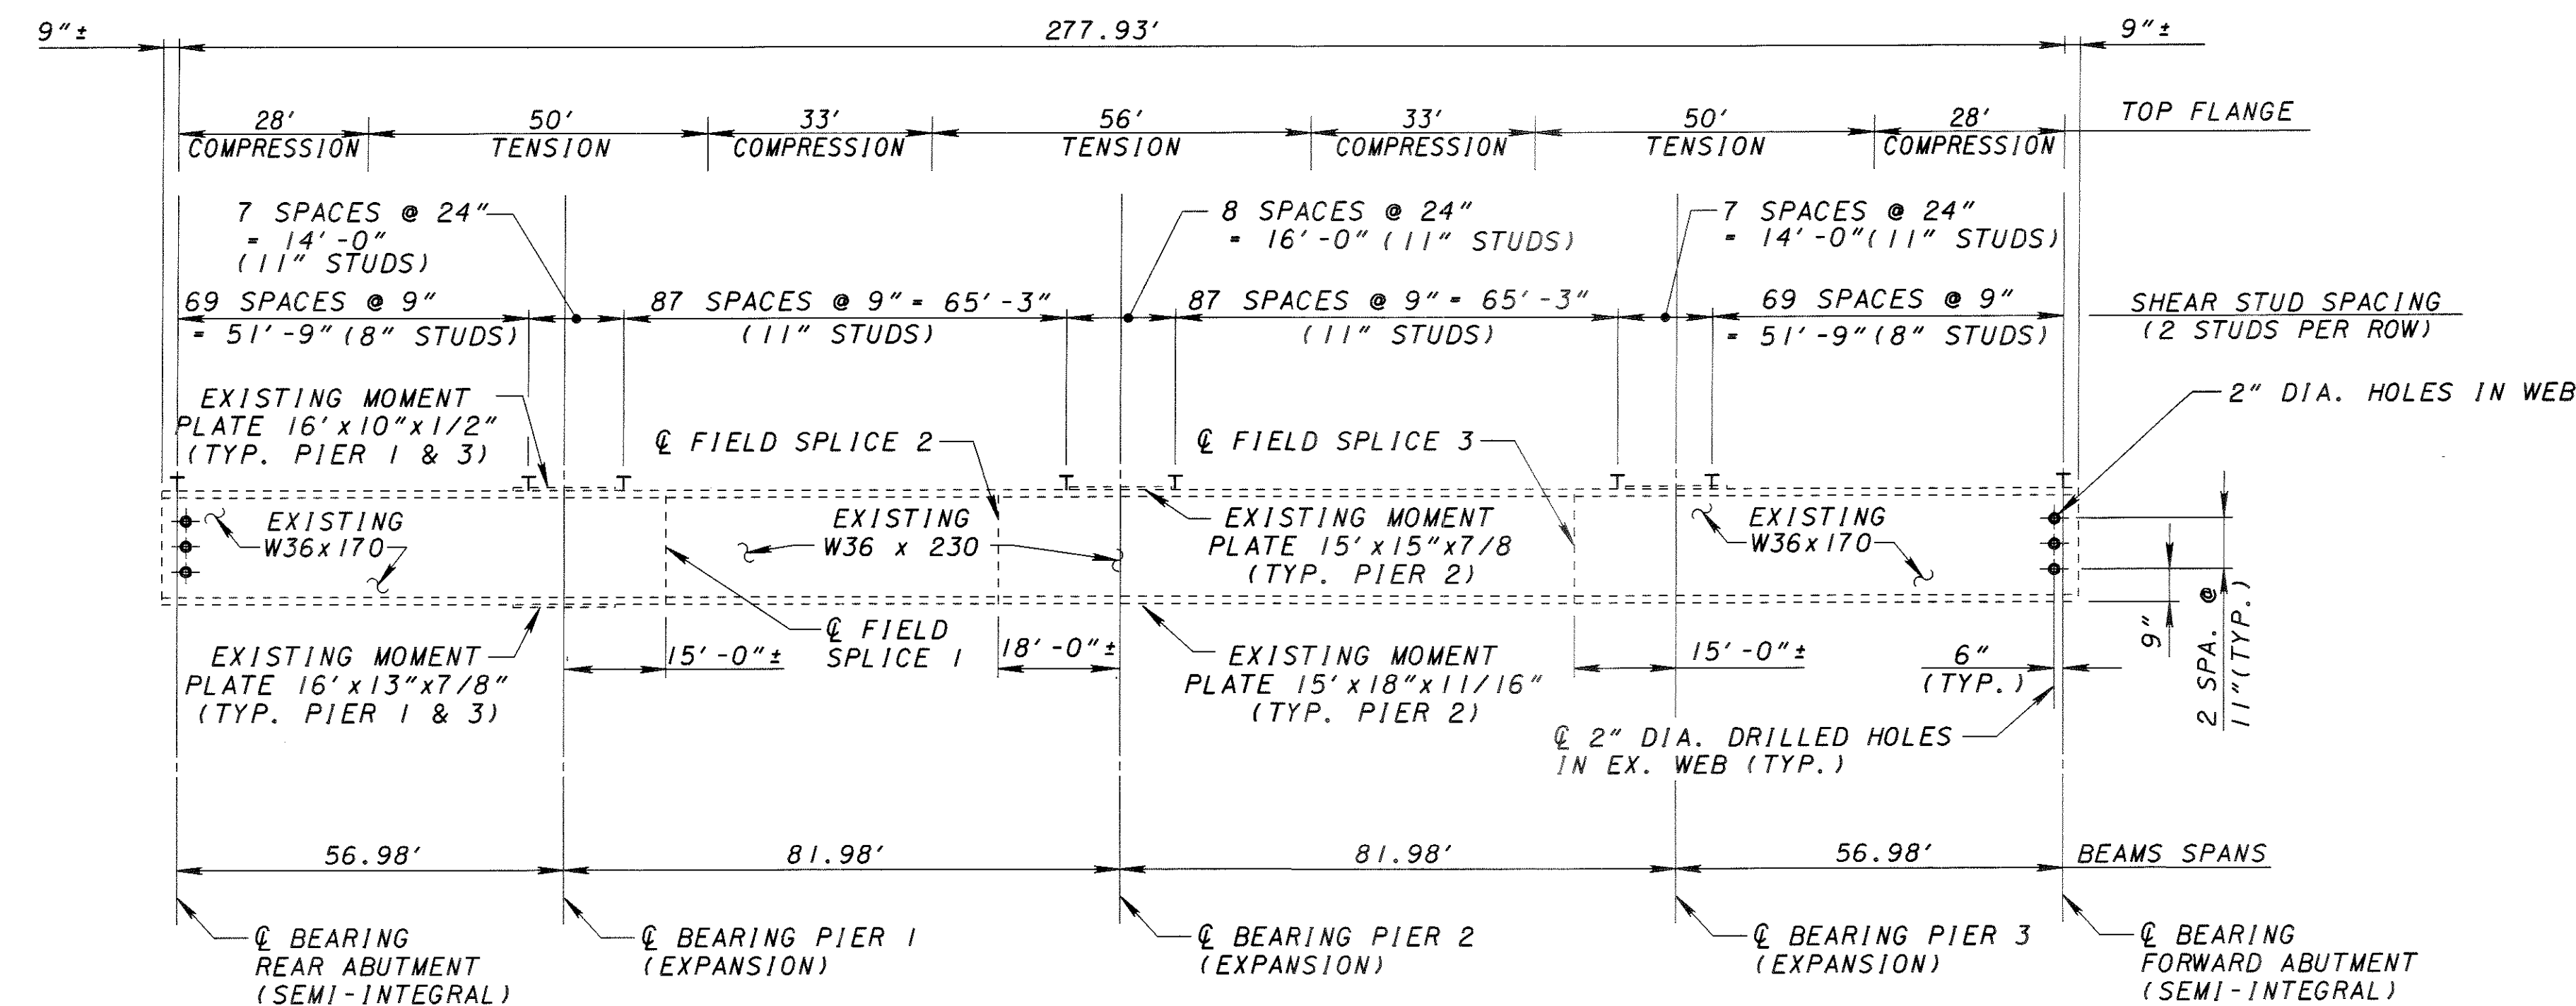 9"±
277.93'
9"±
28'
COMPRESSION
50'
TENSION
33'
COMPRESSION
56'
TENSION
33'
COMPRESSION
50'
TENSION
28'
COMPRESSION
TOP FLANGE
7 SPACES @ 24"
= 14'-0"
(11" STUDS)
8 SPACES @ 24"
= 16'-0" (11" STUDS)
7 SPACES @ 24"
= 14'-0"(11" STUDS)
69 SPACES @ 9"
= 51'-9"(8" STUDS)
87 SPACES @ 9"= 65'-3"
(11" STUDS)
87 SPACES @ 9"= 65'-3"
(11" STUDS)
69 SPACES @ 9"
= 51'-9"(8" STUDS)
SHEAR STUD SPACING
(2 STUDS PER ROW)
EXISTING MOMENT
PLATE 16'x10"x1/2"
(TYP. PIER 1 & 3)
℄ FIELD SPLICE 2
℄ FIELD SPLICE 3
2" DIA. HOLES IN WEB
EXISTING
W36x170
EXISTING
W36 x 230
EXISTING MOMENT
PLATE 15'x15"x7/8
(TYP. PIER 2)
EXISTING
W36x170
EXISTING MOMENT
PLATE 16'x13"x7/8"
(TYP. PIER 1 & 3)
15'-0"±
℄ FIELD
SPLICE 1
18'-0"±
EXISTING MOMENT
PLATE 15'x18"x11/16"
(TYP. PIER 2)
15'-0"±
6"
(TYP.)
9"
2 SPA. @
11"(TYP.)
℄ 2" DIA. DRILLED HOLES
IN EX. WEB (TYP.)
56.98'
81.98'
81.98'
56.98'
BEAMS SPANS
℄ BEARING
REAR ABUTMENT
(SEMI-INTEGRAL)
℄ BEARING PIER 1
(EXPANSION)
℄ BEARING PIER 2
(EXPANSION)
℄ BEARING PIER 3
(EXPANSION)
℄ BEARING
FORWARD ABUTMENT
(SEMI-INTEGRAL)